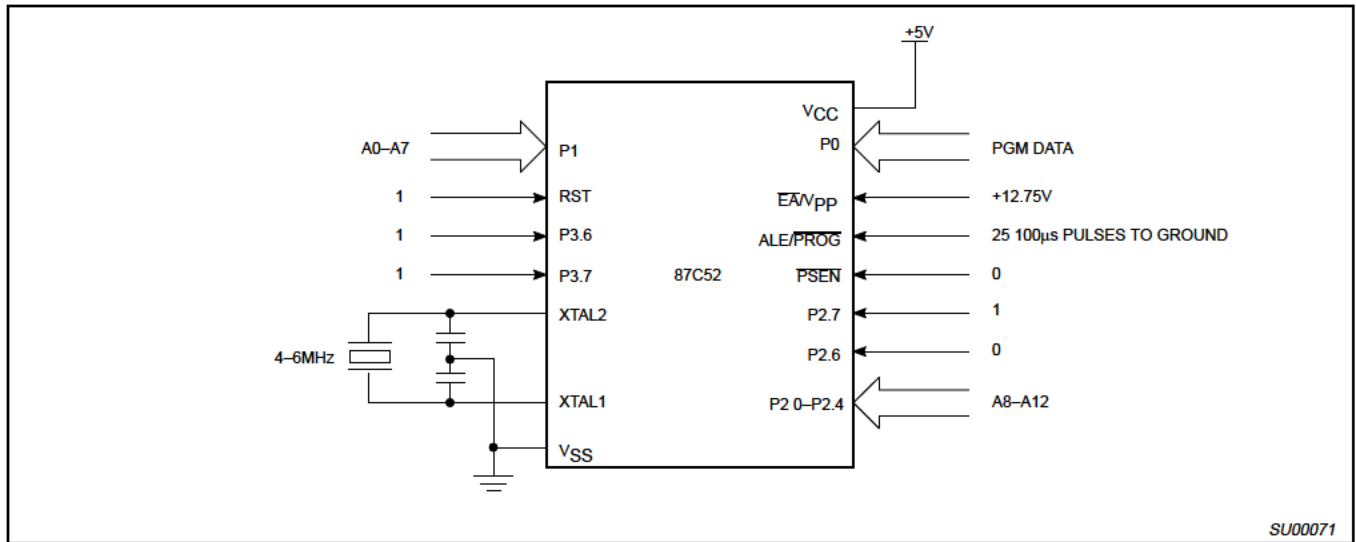 +5V
VCC
A0–A7
P1
P0
PGM DATA
1
RST
EA/VPP
+12.75V
1
P3.6
ALE/PROG
25 100µs PULSES TO GROUND
1
P3.7
87C52
PSEN
0
XTAL2
P2.7
1
4–6MHz
P2.6
0
XTAL1
P2 0–P2.4
A8–A12
VSS
SU00071